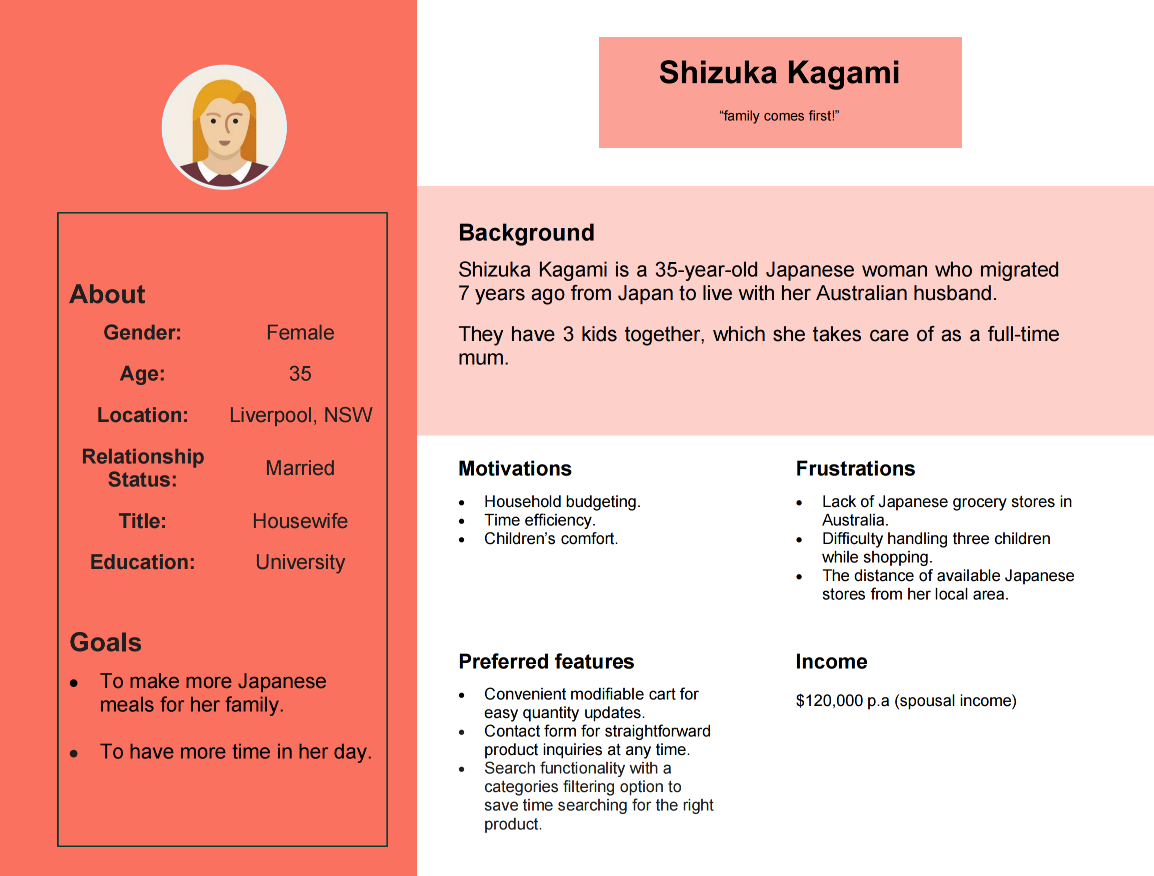 Shizuka Kagami
“family comes first!”
About
Gender: Female
Age: 35
Location: Liverpool, NSW
Relationship
Status: Married
Title: Housewife
Education: University
Goals
• To make more Japanese
meals for her family.
• To have more time in her day.
Background
Shizuka Kagami is a 35-year-old Japanese woman who migrated
7 years ago from Japan to live with her Australian husband.
They have 3 kids together, which she takes care of as a full-time
mum.
Motivations
• Household budgeting.
• Time efficiency.
• Children’s comfort.
Frustrations
• Lack of Japanese grocery stores in
Australia.
• Difficulty handling three children
while shopping.
• The distance of available Japanese
stores from her local area.
Preferred features
• Convenient modifiable cart for
easy quantity updates.
• Contact form for straightforward
product inquiries at any time.
• Search functionality with a
categories filtering option to
save time searching for the right
product.
Income
$120,000 p.a (spousal income)